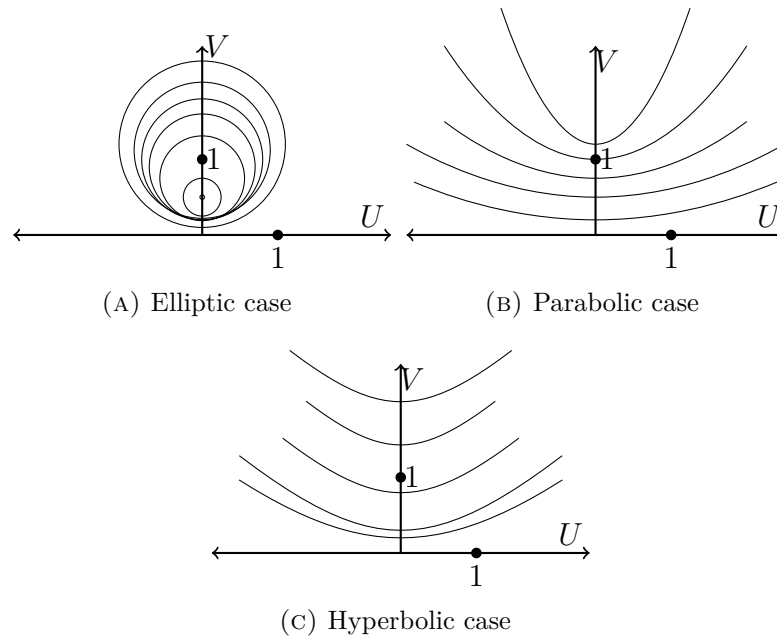 V
V
1
1
U
U
1
1
(A) Elliptic case
(B) Parabolic case
V
1
U
1
(C) Hyperbolic case